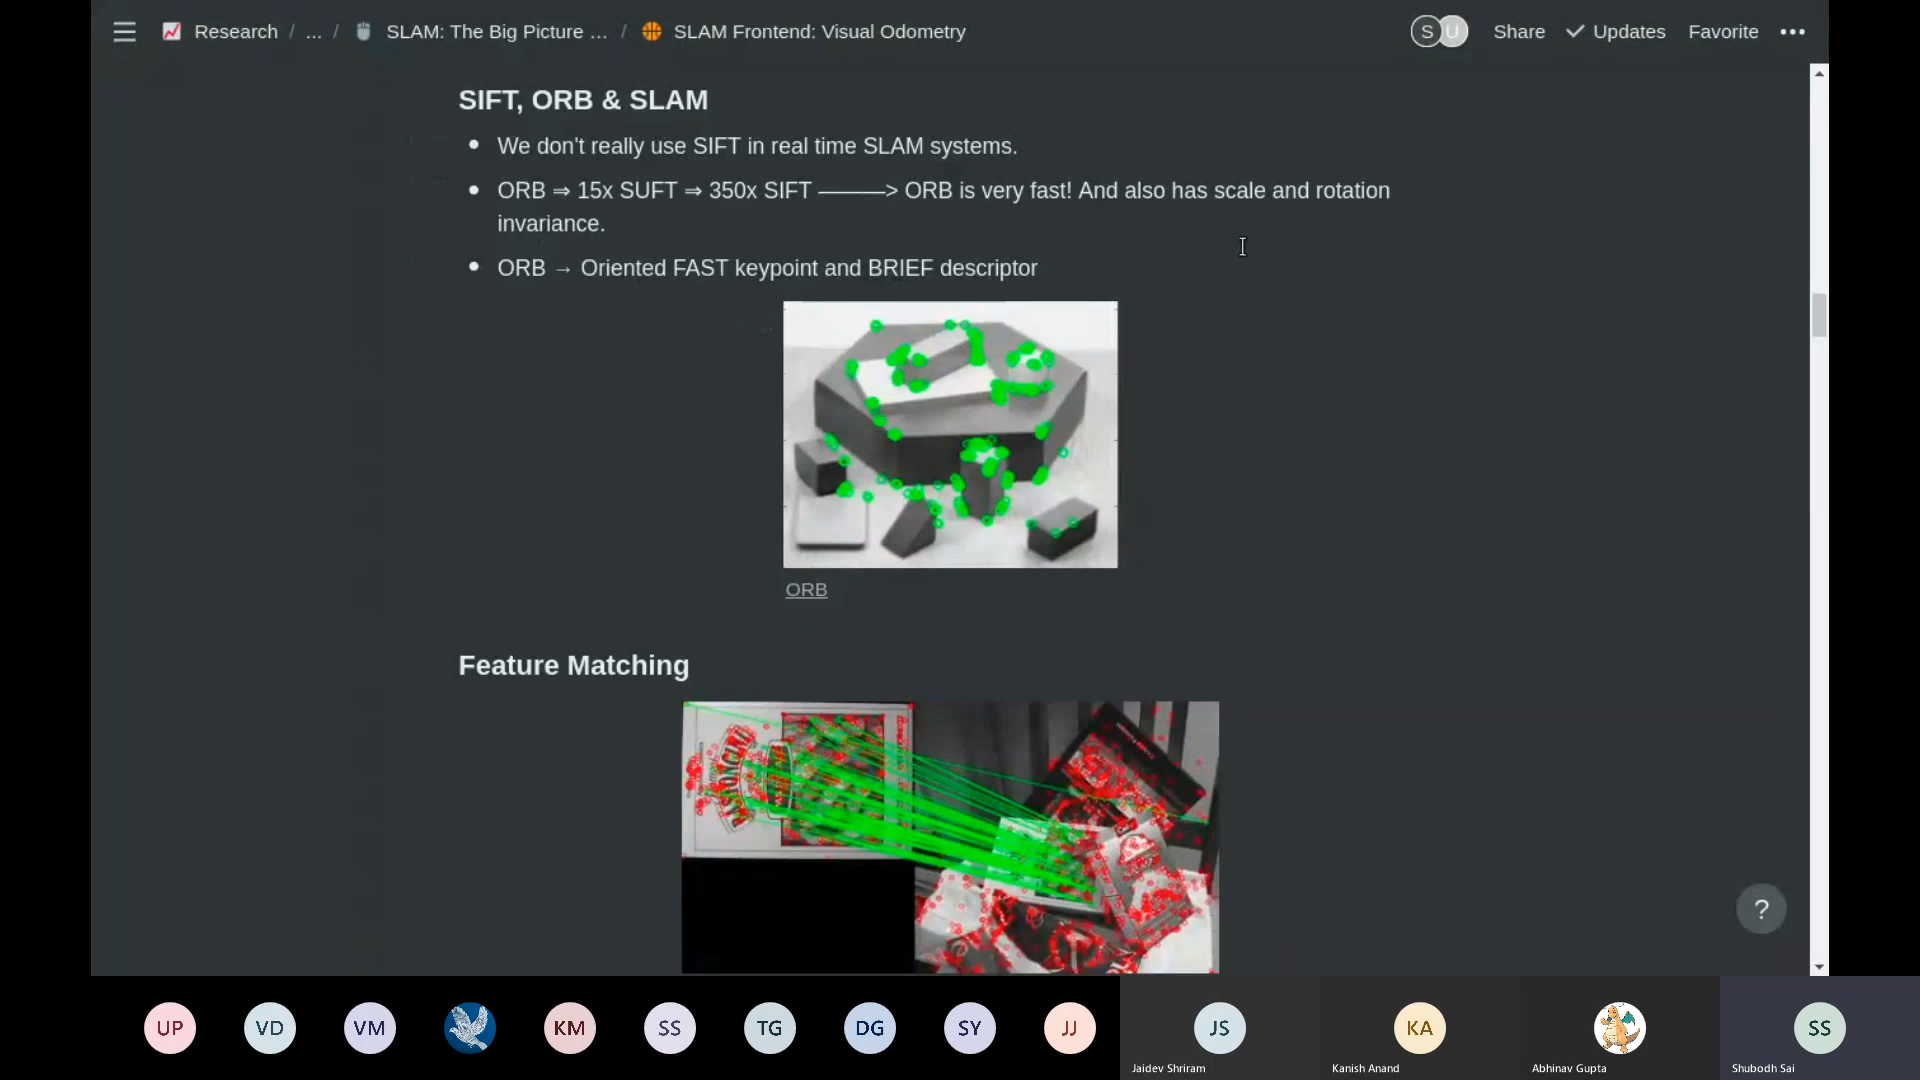 Research / ... / SLAM: The Big Picture ... / SLAM Frontend: Visual Odometry
S U Share Updates Favorite •••
SIFT, ORB & SLAM
• We don't really use SIFT in real time SLAM systems.
• ORB ⇒ 15x SUFT ⇒ 350x SIFT ———> ORB is very fast! And also has scale and rotation
invariance.
• ORB → Oriented FAST keypoint and BRIEF descriptor
ORB
Feature Matching
?
UP VD VM KM SS TG DG SY JJ JS KA SS
Jaidev Shriram Kanish Anand Abhinav Gupta Shubodh Sai